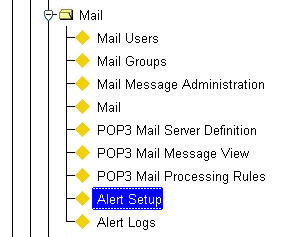 Mail
Mail Users
Mail Groups
Mail Message Administration
Mail
POP3 Mail Server Definition
POP3 Mail Message View
POP3 Mail Processing Rules
Alert Setup
Alert Logs